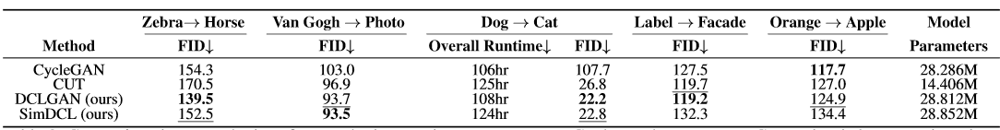 Zebra→ Horse Van Gogh → Photo Dog → Cat Label → Facade Orange → Apple Model
Method FID↓ FID↓ Overall Runtime↓ FID↓ FID↓ FID↓ Parameters
CycleGAN 154.3 103.0 106hr 107.7 127.5 117.7 28.286M
CUT 170.5 96.9 125hr 26.8 119.7 127.0 14.406M
DCLGAN (ours) 139.5 93.7 108hr 22.2 119.2 124.9 28.812M
SimDCL (ours) 152.5 93.5 124hr 22.8 132.3 134.4 28.852M